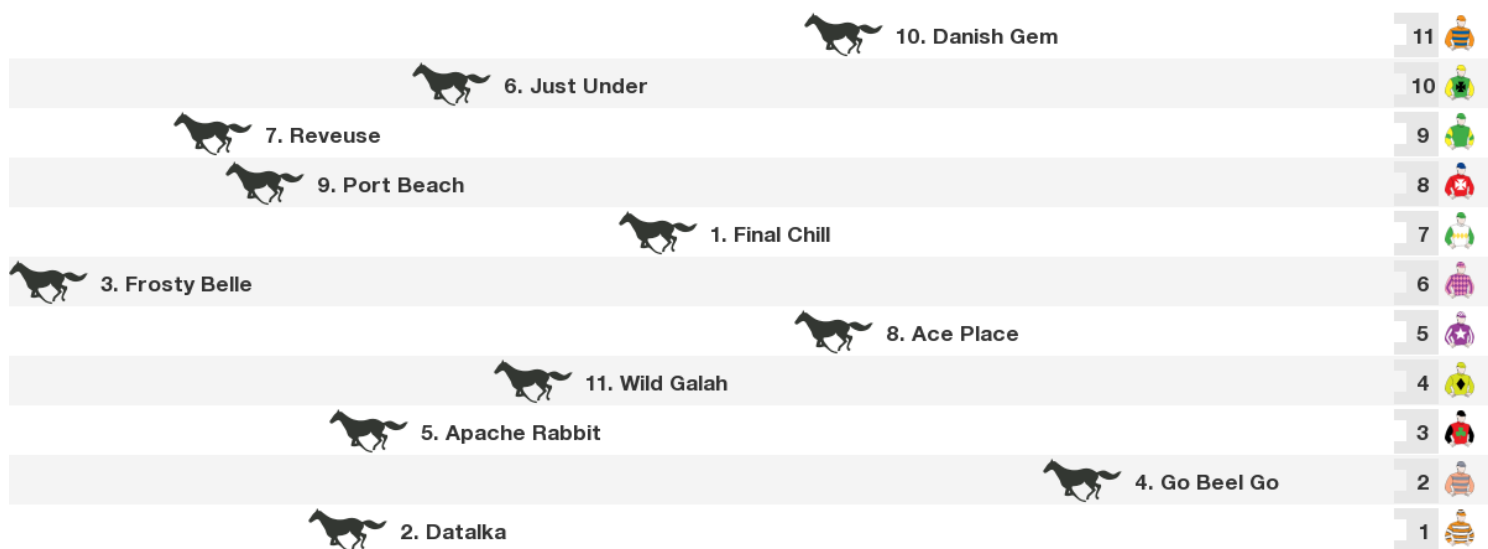 10. Danish Gem 11
6. Just Under 10
7. Reveuse 9
9. Port Beach 8
1. Final Chill 7
3. Frosty Belle 6
8. Ace Place 5
11. Wild Galah 4
5. Apache Rabbit 3
4. Go Beel Go 2
2. Datalka 1